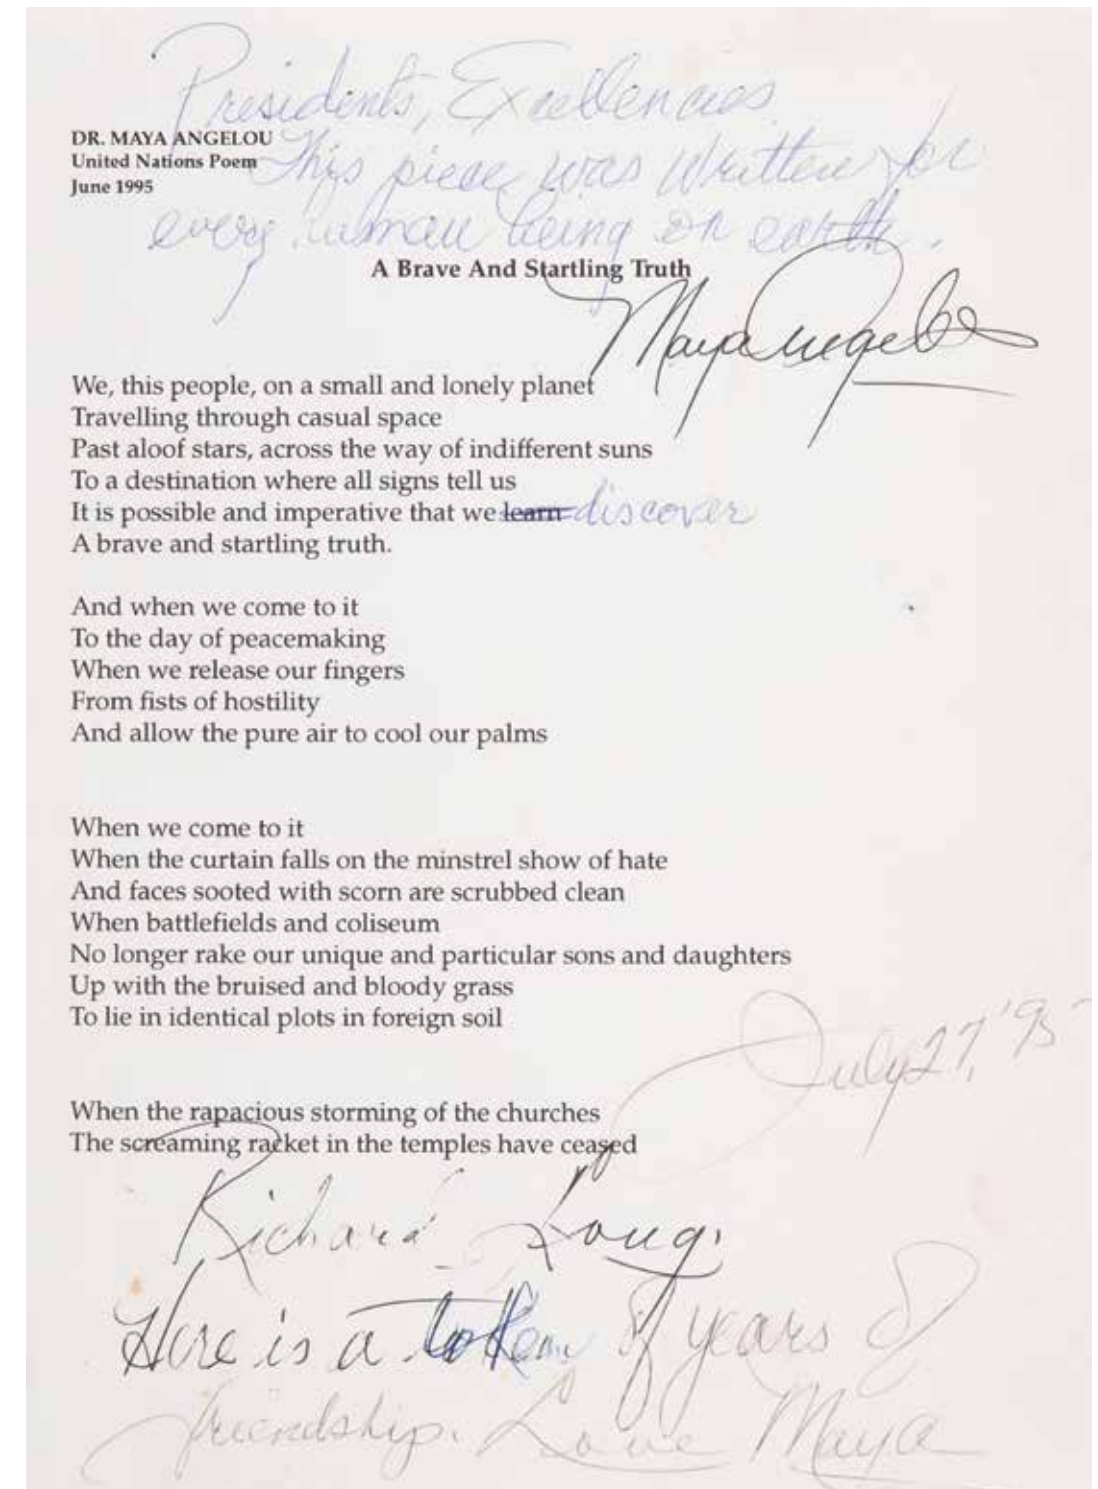 Presidents, Excellencies.
DR. MAYA ANGELOU
United Nations Poem
This piece was written for
June 1995
every human being on earth.
A Brave And Startling Truth
Maya Angelou
We, this people, on a small and lonely planet
Travelling through casual space
Past aloof stars, across the way of indifferent suns
To a destination where all signs tell us
It is possible and imperative that we learn discover
A brave and startling truth.
And when we come to it
To the day of peacemaking
When we release our fingers
From fists of hostility
And allow the pure air to cool our palms
When we come to it
When the curtain falls on the minstrel show of hate
And faces sooted with scorn are scrubbed clean
When battlefields and coliseum
No longer rake our unique and particular sons and daughters
Up with the bruised and bloody grass
To lie in identical plots in foreign soil
July 27, '95
When the rapacious storming of the churches
The screaming racket in the temples have ceased
Richard Long.
Here is a token of years of
friendship. Love Maya